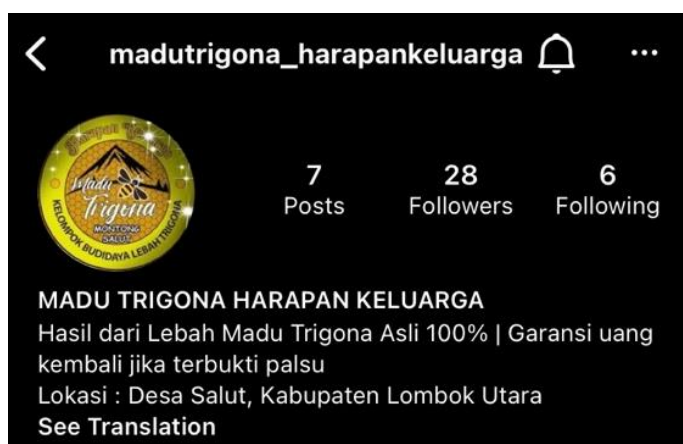 madutrigona_harapankeluarga
7
Posts
28
Followers
6
Following
Harapan Keluarga
Madu
Trigona
MONTONG
SALUT
KELOMPOK BUDIDAYA LEBAH TRIGONA
MADU TRIGONA HARAPAN KELUARGA
Hasil dari Lebah Madu Trigona Asli 100% | Garansi uang
kembali jika terbukti palsu
Lokasi : Desa Salut, Kabupaten Lombok Utara
See Translation